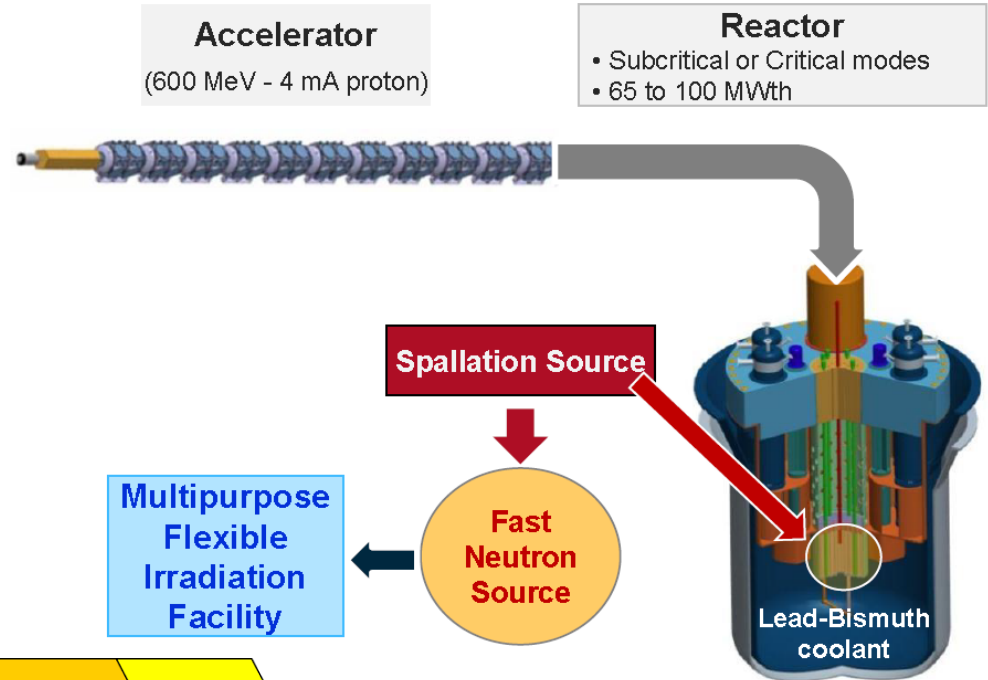 Accelerator
(600 MeV - 4 mA proton)
Reactor
• Subcritical or Critical modes
• 65 to 100 MWth
Spallation Source
Multipurpose
Flexible
Irradiation
Facility
Fast
Neutron
Source
Lead-Bismuth
coolant